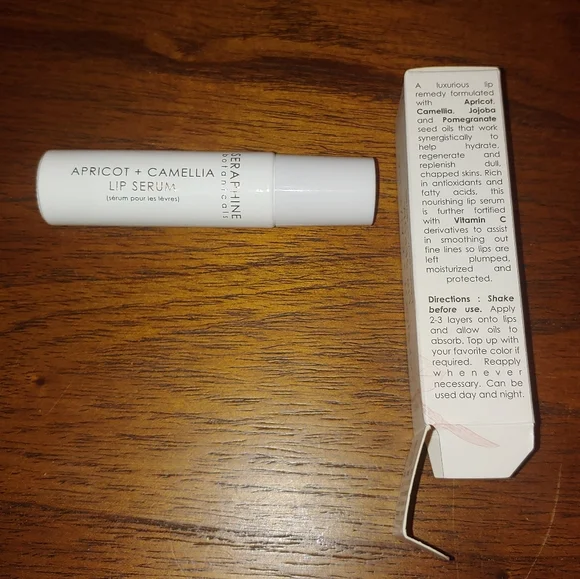 APRICOT + CAMELLIA
LIP SERUM
(sérum pour les lèvres)
SERAPHINE
botanicals
A luxurious lip
remedy formulated
with Apricot,
Camellia, Jojoba
and Pomegranate
seed oils that work
synergistically to
help hydrate,
regenerate and
replenish dull,
chapped skins. Rich
in antioxidants and
fatty acids, this
nourishing lip serum
is further fortified
with Vitamin C
derivatives to assist
in smoothing out
fine lines so lips are
left plumped,
moisturized and
protected.
Directions : Shake
before use. Apply
2-3 layers onto lips
and allow oils to
absorb. Top up with
your favorite color if
required. Reapply
whenever
necessary. Can be
used day and night.